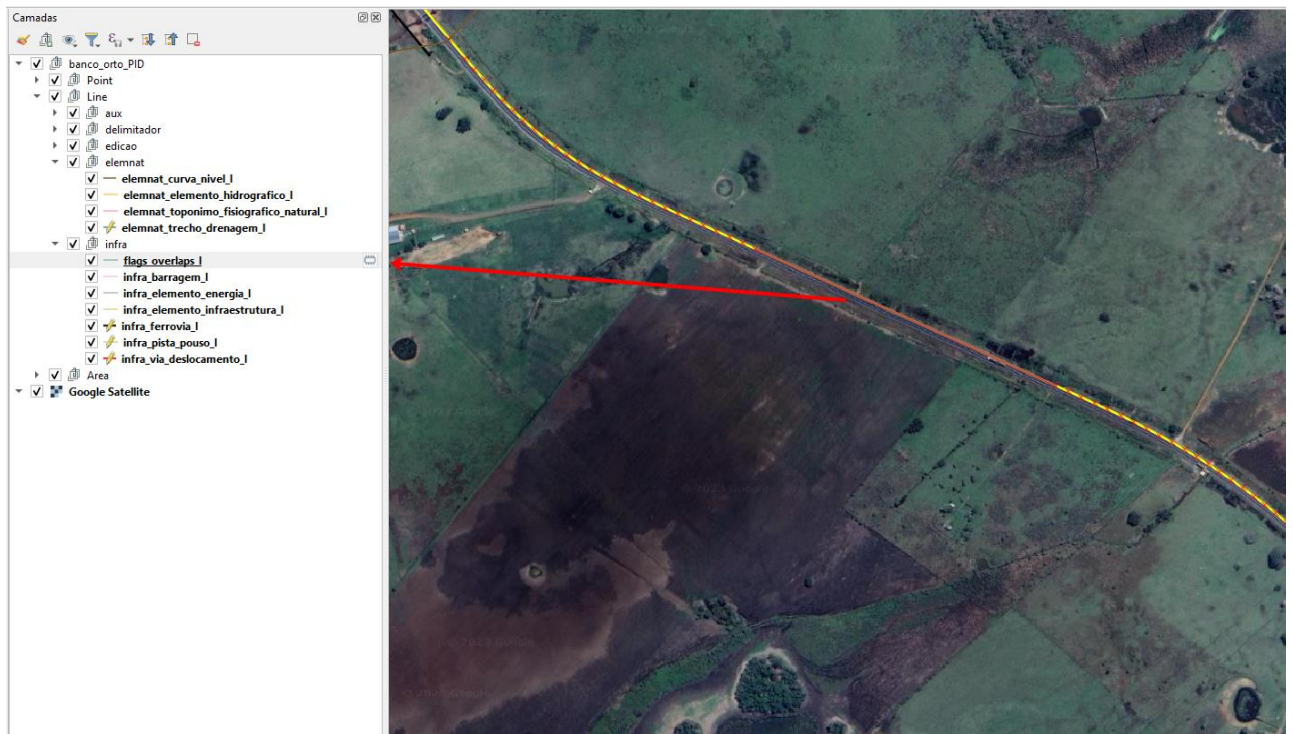 Camadas
banco_orto_PID
Point
Line
aux
delimitador
edicao
elemnat
elemnat_curva_nivel_l
elemnat_elemento_hidrografico_l
elemnat_toponimo_fisiografico_natural_l
elemnat_trecho_drenagem_l
infra
flags_overlaps_l
infra_barragem_l
infra_elemento_energia_l
infra_elemento_infraestrutura_l
infra_ferrovia_l
infra_pista_pouso_l
infra_via_deslocamento_l
Area
Google Satellite